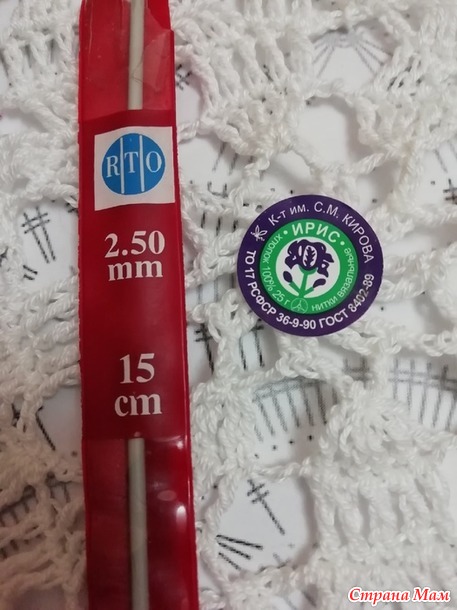 RTO
2.50
mm
15
cm
К-т им. С.М. КИРОВА
• ИРИС •
хлопок 100% 25 г
нитки вязальные
ТО 17 РСФСР 36-9-90 ГОСТ 8402-89
Страна Мам